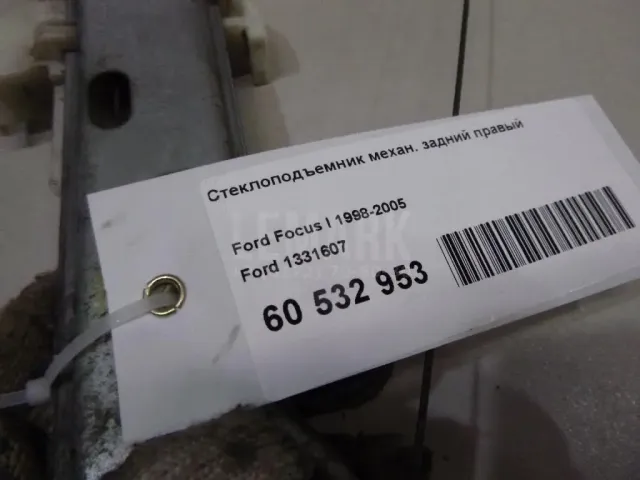 Стеклоподъемник механ. задний правый
Ford Focus I 1998-2005
Ford 1331607
60 532 953